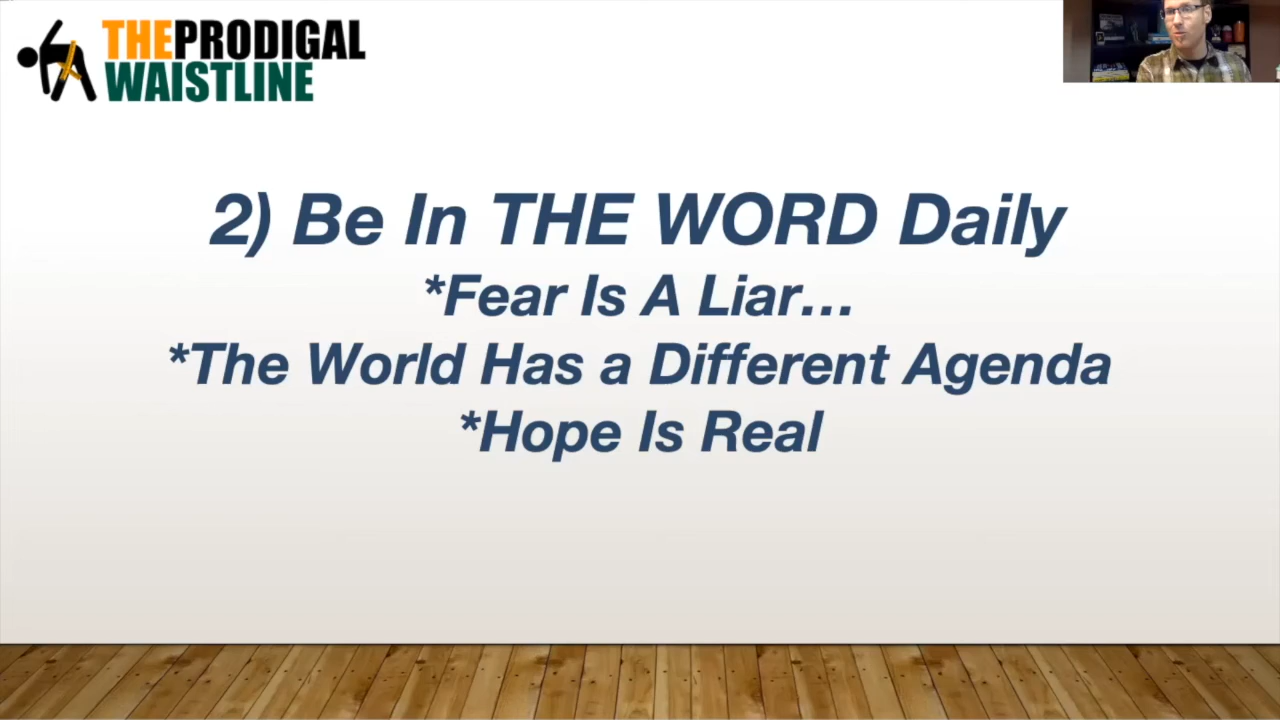 THEPRODIGAL
WAISTLINE
2) Be In THE WORD Daily
*Fear Is A Liar...
*The World Has a Different Agenda
*Hope Is Real